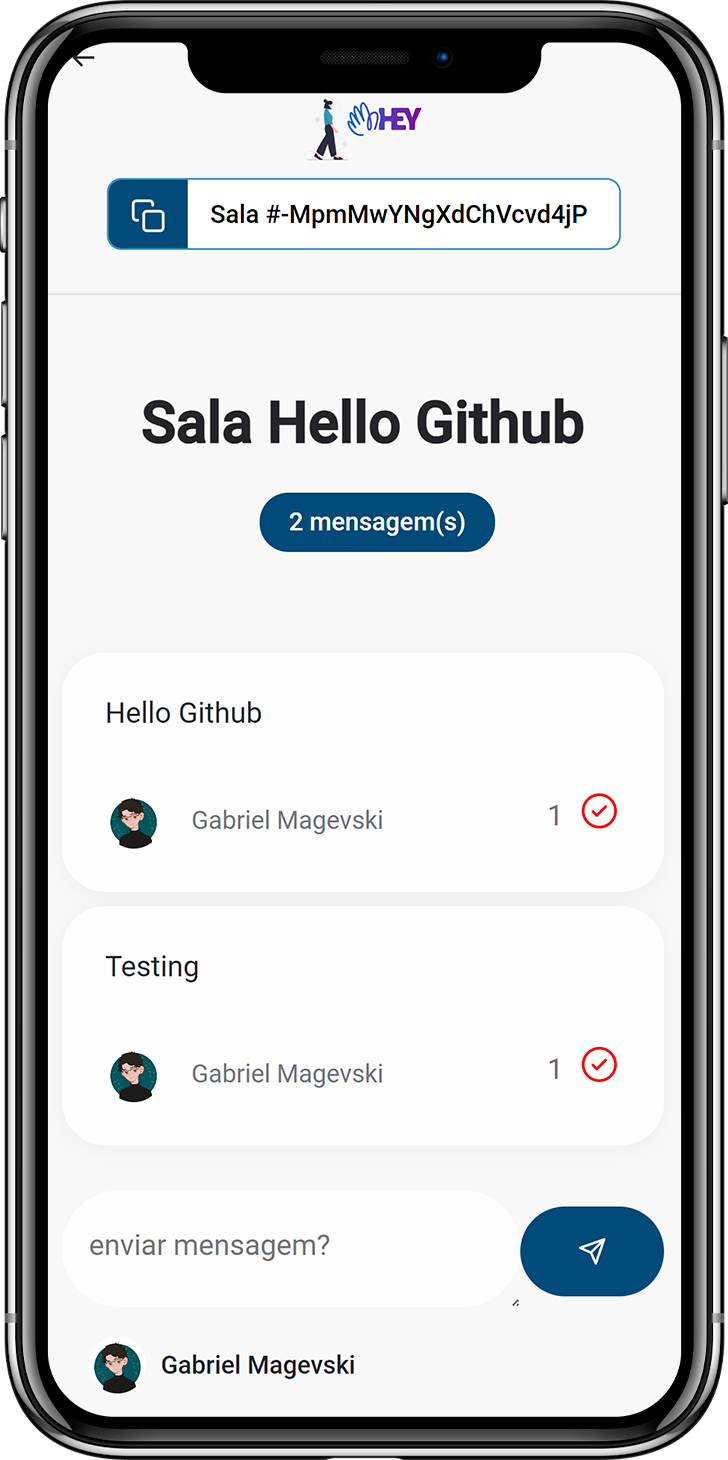 HEY
Sala #-MpmMwYNgXdChVcvd4jP
Sala Hello Github
2 mensagem(s)
Hello Github
Gabriel Magevski
1
Testing
Gabriel Magevski
1
enviar mensagem?
Gabriel Magevski